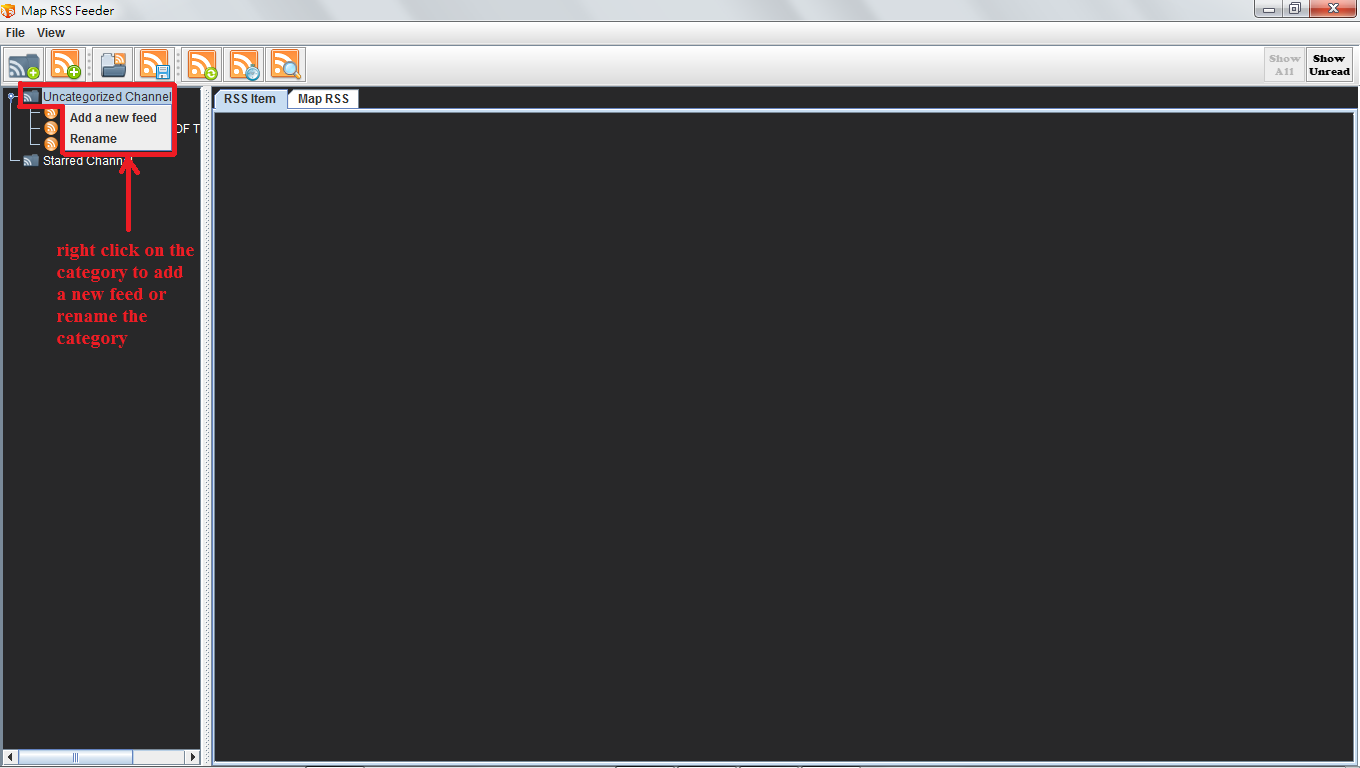 Map RSS Feeder
File View
Show All
Show Unread
Uncategorized Channel
Add a new feed
OF T
Rename
Starred Chann
RSS Item
Map RSS
right click on the
category to add
a new feed or
rename the
category